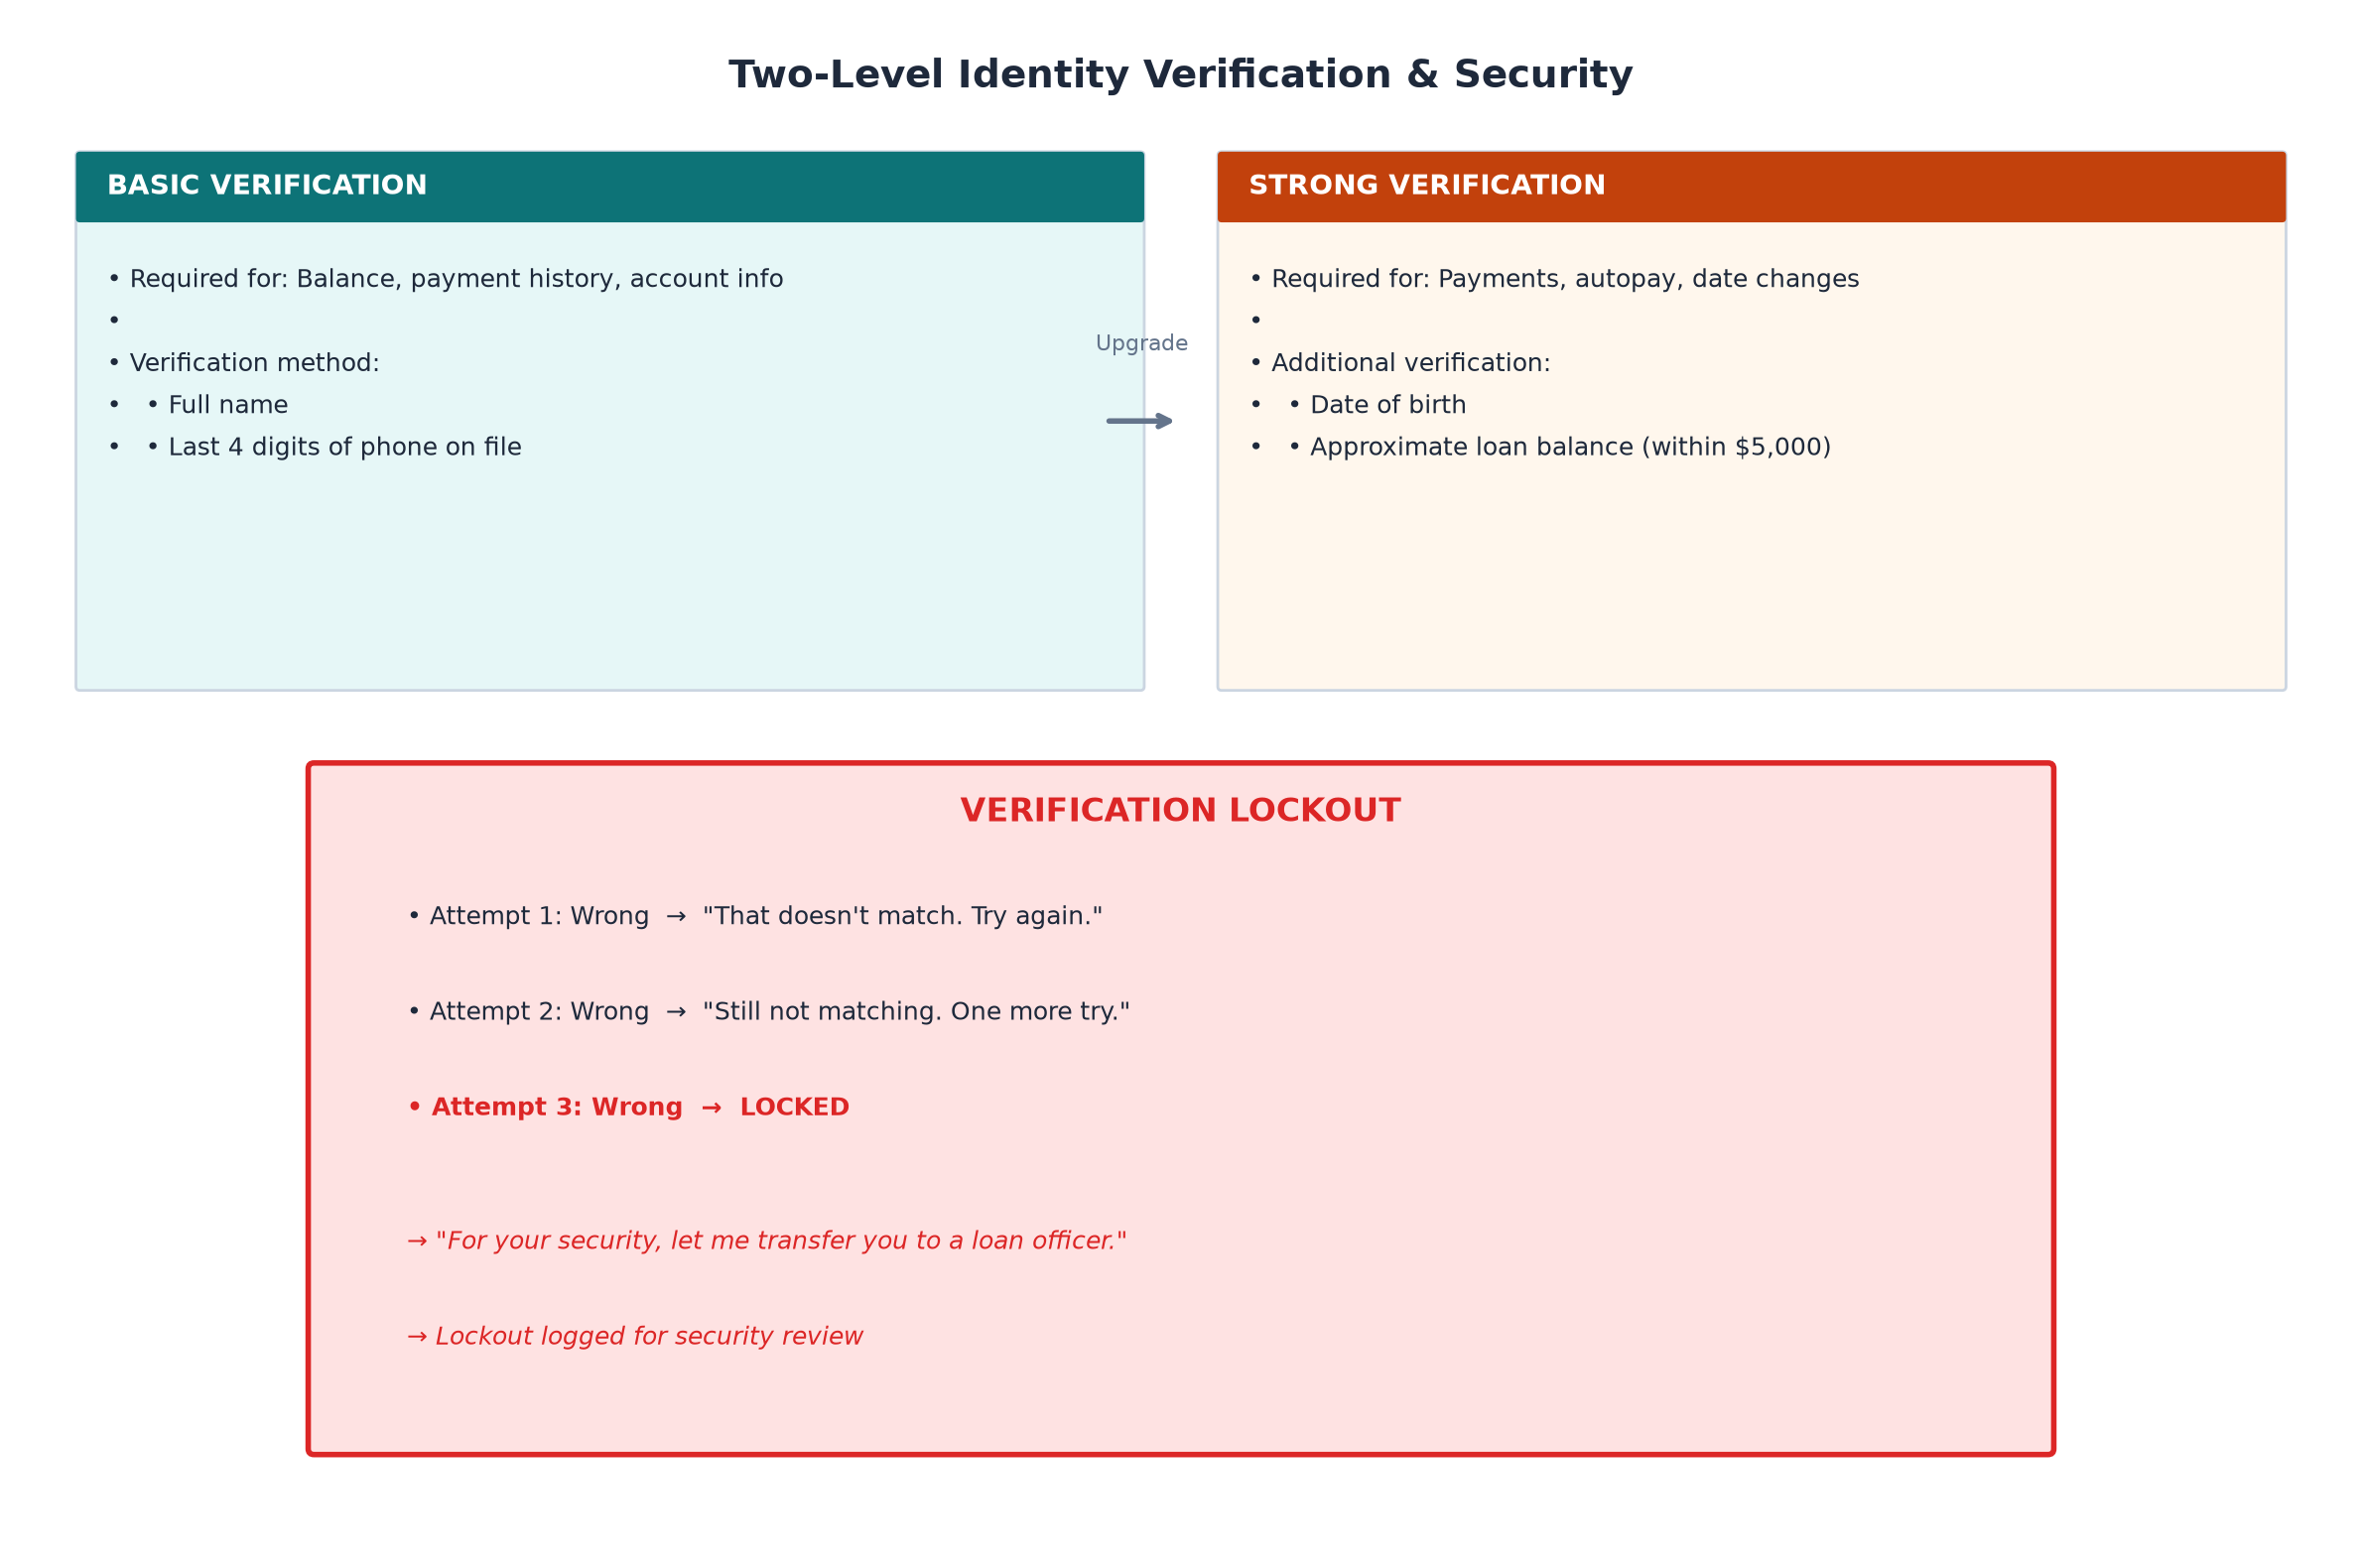 Two-Level Identity Verification & Security
BASIC VERIFICATION
• Required for: Balance, payment history, account info
•
• Verification method:
•   • Full name
•   • Last 4 digits of phone on file
Upgrade
STRONG VERIFICATION
• Required for: Payments, autopay, date changes
•
• Additional verification:
•   • Date of birth
•   • Approximate loan balance (within $5,000)
VERIFICATION LOCKOUT
• Attempt 1: Wrong → "That doesn't match. Try again."
• Attempt 2: Wrong → "Still not matching. One more try."
• Attempt 3: Wrong → LOCKED
→ "For your security, let me transfer you to a loan officer."
→ Lockout logged for security review